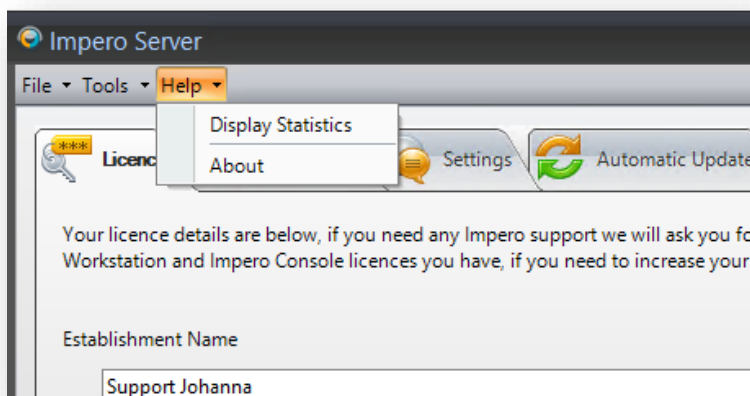 Impero Server
File Tools Help
Display Statistics
About
*** Licenc Settings Automatic Update
Your licence details are below, if you need any Impero support we will ask you fo
Workstation and Impero Console licences you have, if you need to increase your
Establishment Name
Support Johanna